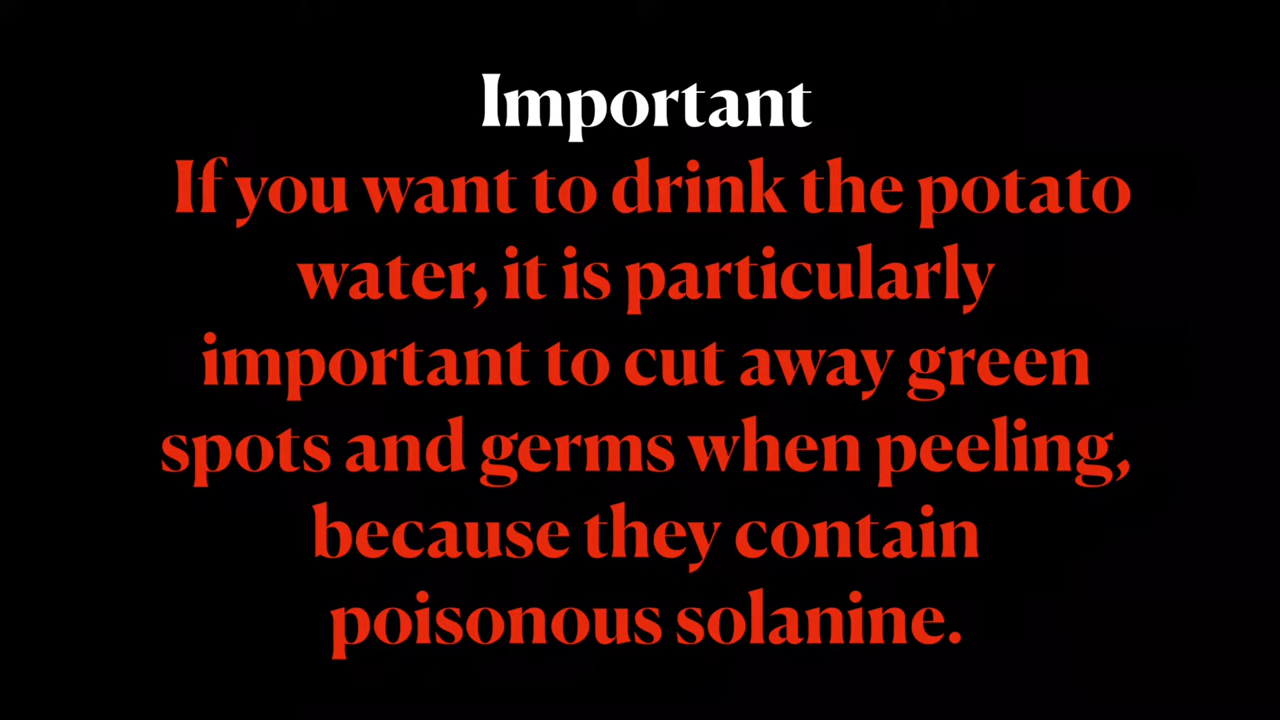 Important
If you want to drink the potato
water, it is particularly
important to cut away green
spots and germs when peeling,
because they contain
poisonous solanine.